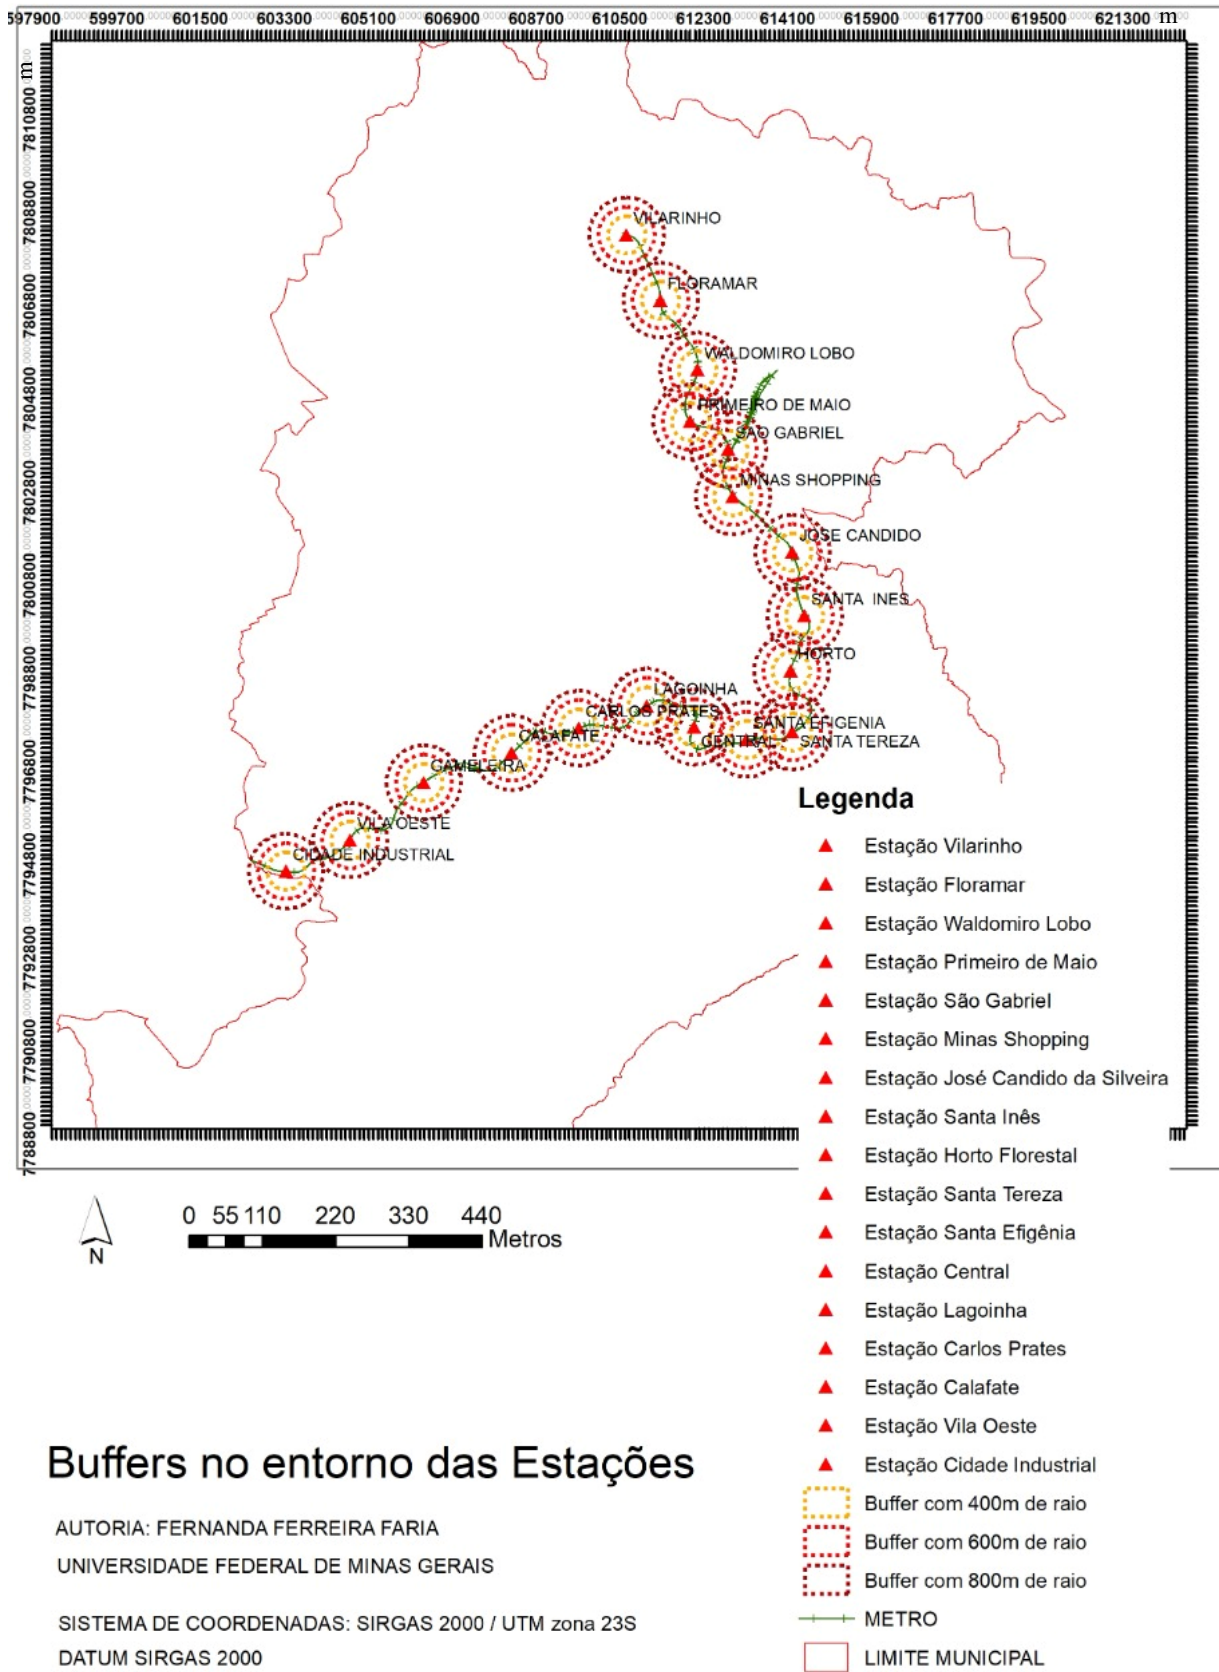 597900 599700 601500 603300 605100 606900 608700 610500 612300 614100 615900 617700 619500 621300 m
m
7810800
7808800
7806800
7804800
7802800
7800800
7798800
7796800
7794800
7792800
7790800
7788800
VILARINHO
FLORAMAR
WALDOMIRO LOBO
PRIMEIRO DE MAIO
SAO GABRIEL
MINAS SHOPPING
JOSE CANDIDO
SANTA INES
HORTO
LAGOINHA
CARLOS PRATES
SANTA EFIGENIA
CALAFATE
CENTRAL
SANTA TEREZA
GAMELEIRA
VILA OESTE
CIDADE INDUSTRIAL
Legenda
Estação Vilarinho
Estação Floramar
Estação Waldomiro Lobo
Estação Primeiro de Maio
Estação São Gabriel
Estação Minas Shopping
Estação José Candido da Silveira
Estação Santa Inês
Estação Horto Florestal
Estação Santa Tereza
Estação Santa Efigênia
Estação Central
Estação Lagoinha
Estação Carlos Prates
Estação Calafate
Estação Vila Oeste
Estação Cidade Industrial
Buffer com 400m de raio
Buffer com 600m de raio
Buffer com 800m de raio
METRO
LIMITE MUNICIPAL
0 55 110 220 330 440
Metros
N
Buffers no entorno das Estações
AUTORIA: FERNANDA FERREIRA FARIA
UNIVERSIDADE FEDERAL DE MINAS GERAIS
SISTEMA DE COORDENADAS: SIRGAS 2000 / UTM zona 23S
DATUM SIRGAS 2000